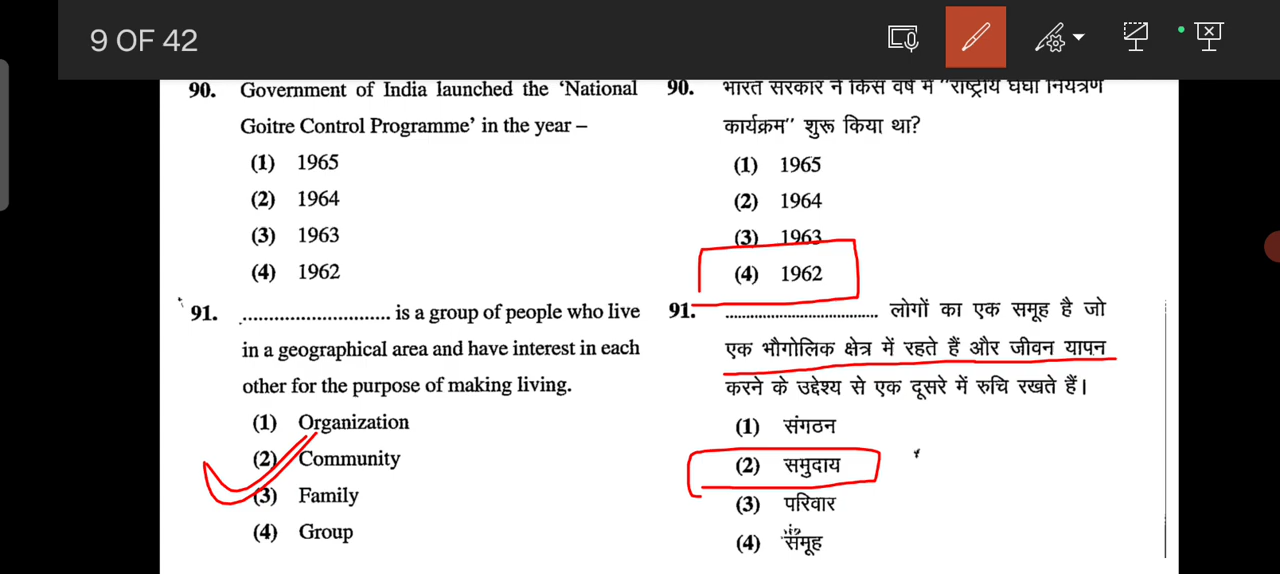 9 OF 42
90. Government of India launched the ‘National
Goitre Control Programme’ in the year –
(1) 1965
(2) 1964
(3) 1963
(4) 1962
91. ............................ is a group of people who live
in a geographical area and have interest in each
other for the purpose of making living.
(1) Organization
(2) Community
(3) Family
(4) Group
90. भारत सरकार ने किस वर्ष में "राष्ट्रीय घेंघा नियंत्रण
कार्यक्रम" शुरू किया था?
(1) 1965
(2) 1964
(3) 1963
(4) 1962
91. .................................... लोगों का एक समूह है जो
एक भौगोलिक क्षेत्र में रहते हैं और जीवन यापन
करने के उद्देश्य से एक दूसरे में रुचि रखते हैं।
(1) संगठन
(2) समुदाय
(3) परिवार
(4) समूह